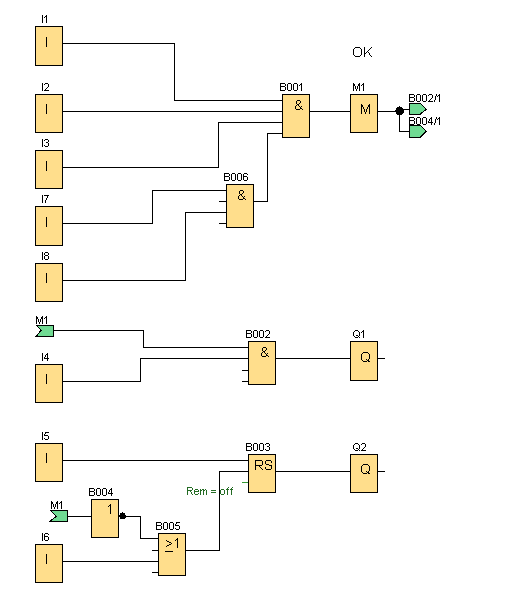 I1
I
OK
I2
I
B001
&
M1
M
B002/1
B004/1
I3
I
B006
&
I7
I
I8
I
M1
B002
&
Q1
Q
I4
I
I5
I
B003
RS
Q2
Q
Rem = off
B004
1
M1
B005
≥1
I6
I